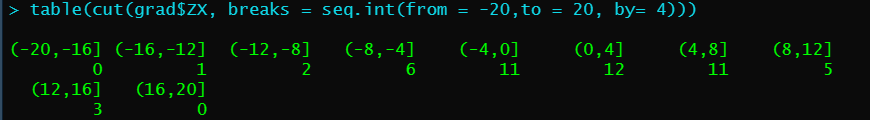 > table(cut(grad$ZX, breaks = seq.int(from = -20,to = 20, by= 4)))
(-20,-16] (-16,-12] (-12,-8] (-8,-4] (-4,0] (0,4] (4,8] (8,12]
0 1 2 6 11 12 11 5
(12,16] (16,20]
3 0